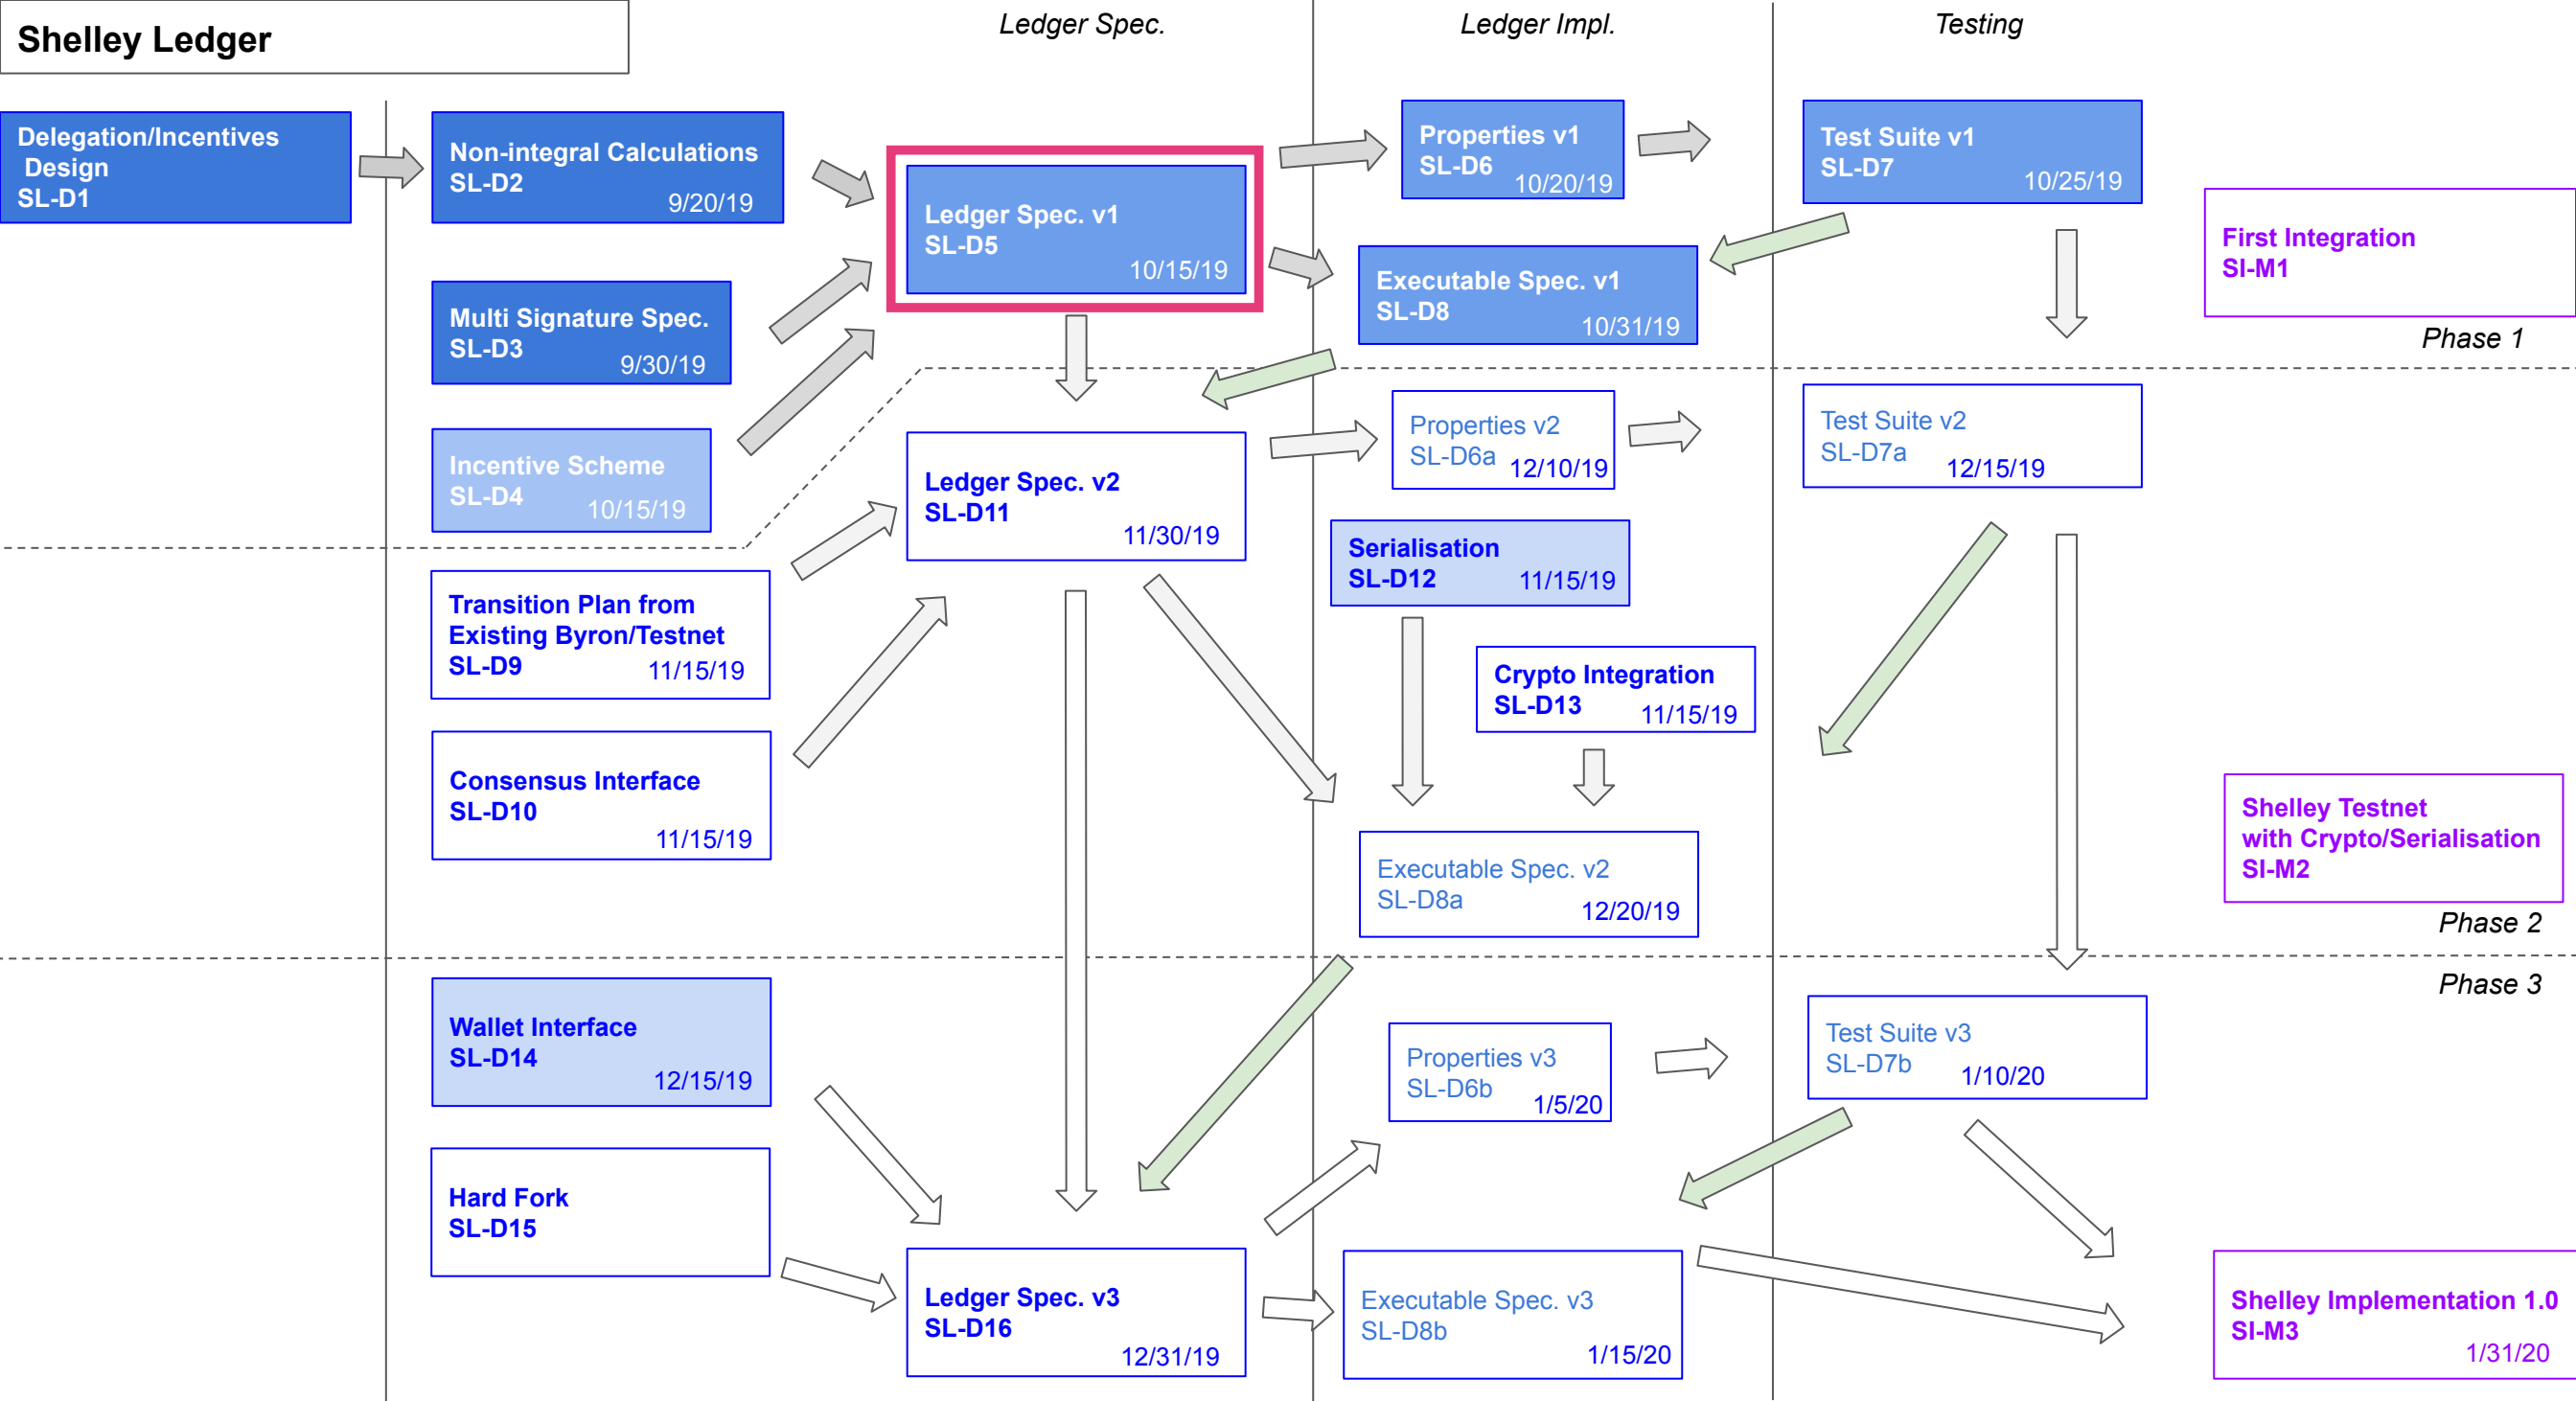 Shelley Ledger
Ledger Spec.
Ledger Impl.
Testing
Delegation/Incentives
Design
SL-D1
Non-integral Calculations
SL-D2
9/20/19
Multi Signature Spec.
SL-D3
9/30/19
Incentive Scheme
SL-D4
10/15/19
Ledger Spec. v1
SL-D5
10/15/19
Properties v1
SL-D6
10/20/19
Executable Spec. v1
SL-D8
10/31/19
Test Suite v1
SL-D7
10/25/19
First Integration
SI-M1
Phase 1
Transition Plan from
Existing Byron/Testnet
SL-D9
11/15/19
Consensus Interface
SL-D10
11/15/19
Ledger Spec. v2
SL-D11
11/30/19
Properties v2
SL-D6a
12/10/19
Serialisation
SL-D12
11/15/19
Crypto Integration
SL-D13
11/15/19
Executable Spec. v2
SL-D8a
12/20/19
Test Suite v2
SL-D7a
12/15/19
Shelley Testnet
with Crypto/Serialisation
SI-M2
Phase 2
Phase 3
Wallet Interface
SL-D14
12/15/19
Hard Fork
SL-D15
Ledger Spec. v3
SL-D16
12/31/19
Properties v3
SL-D6b
1/5/20
Executable Spec. v3
SL-D8b
1/15/20
Test Suite v3
SL-D7b
1/10/20
Shelley Implementation 1.0
SI-M3
1/31/20